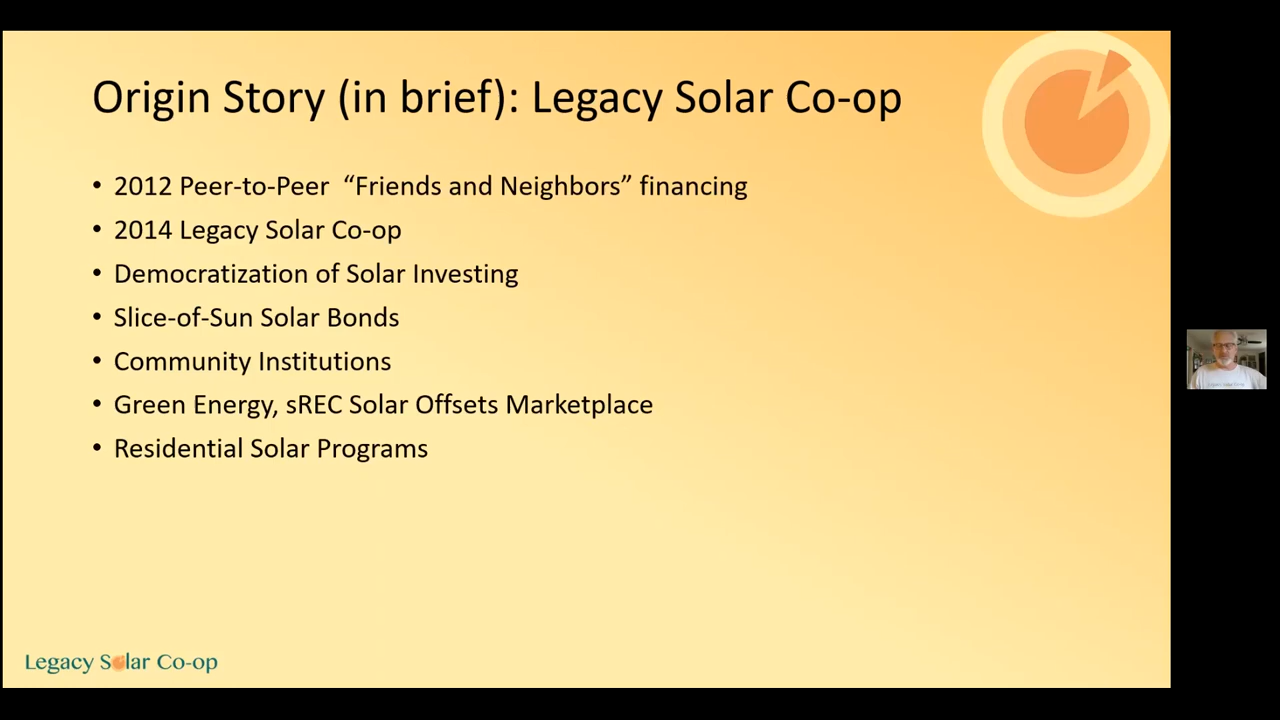 Origin Story (in brief): Legacy Solar Co-op
• 2012 Peer-to-Peer “Friends and Neighbors” financing
• 2014 Legacy Solar Co-op
• Democratization of Solar Investing
• Slice-of-Sun Solar Bonds
• Community Institutions
• Green Energy, sREC Solar Offsets Marketplace
• Residential Solar Programs
Legacy Solar Co-op